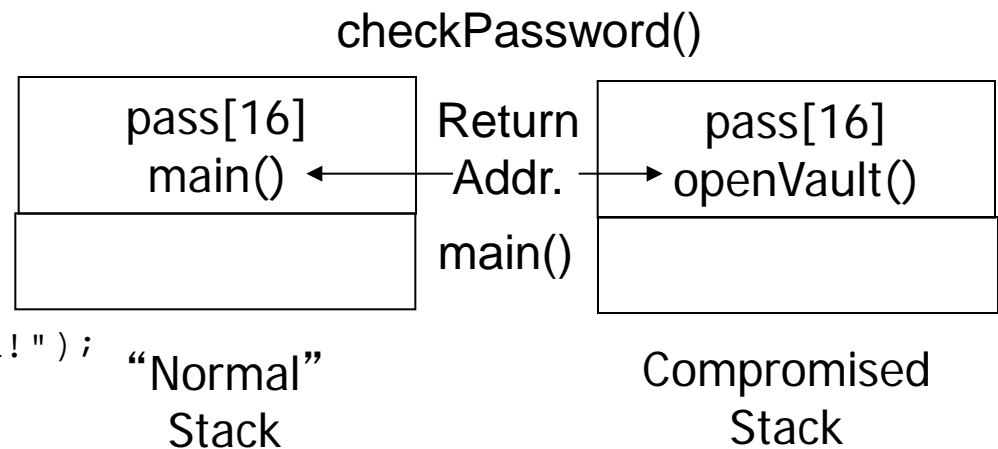 checkPassword()
pass[16] Return pass[16]
main() Addr. openVault()
main()
!"); “Normal” Compromised
Stack Stack